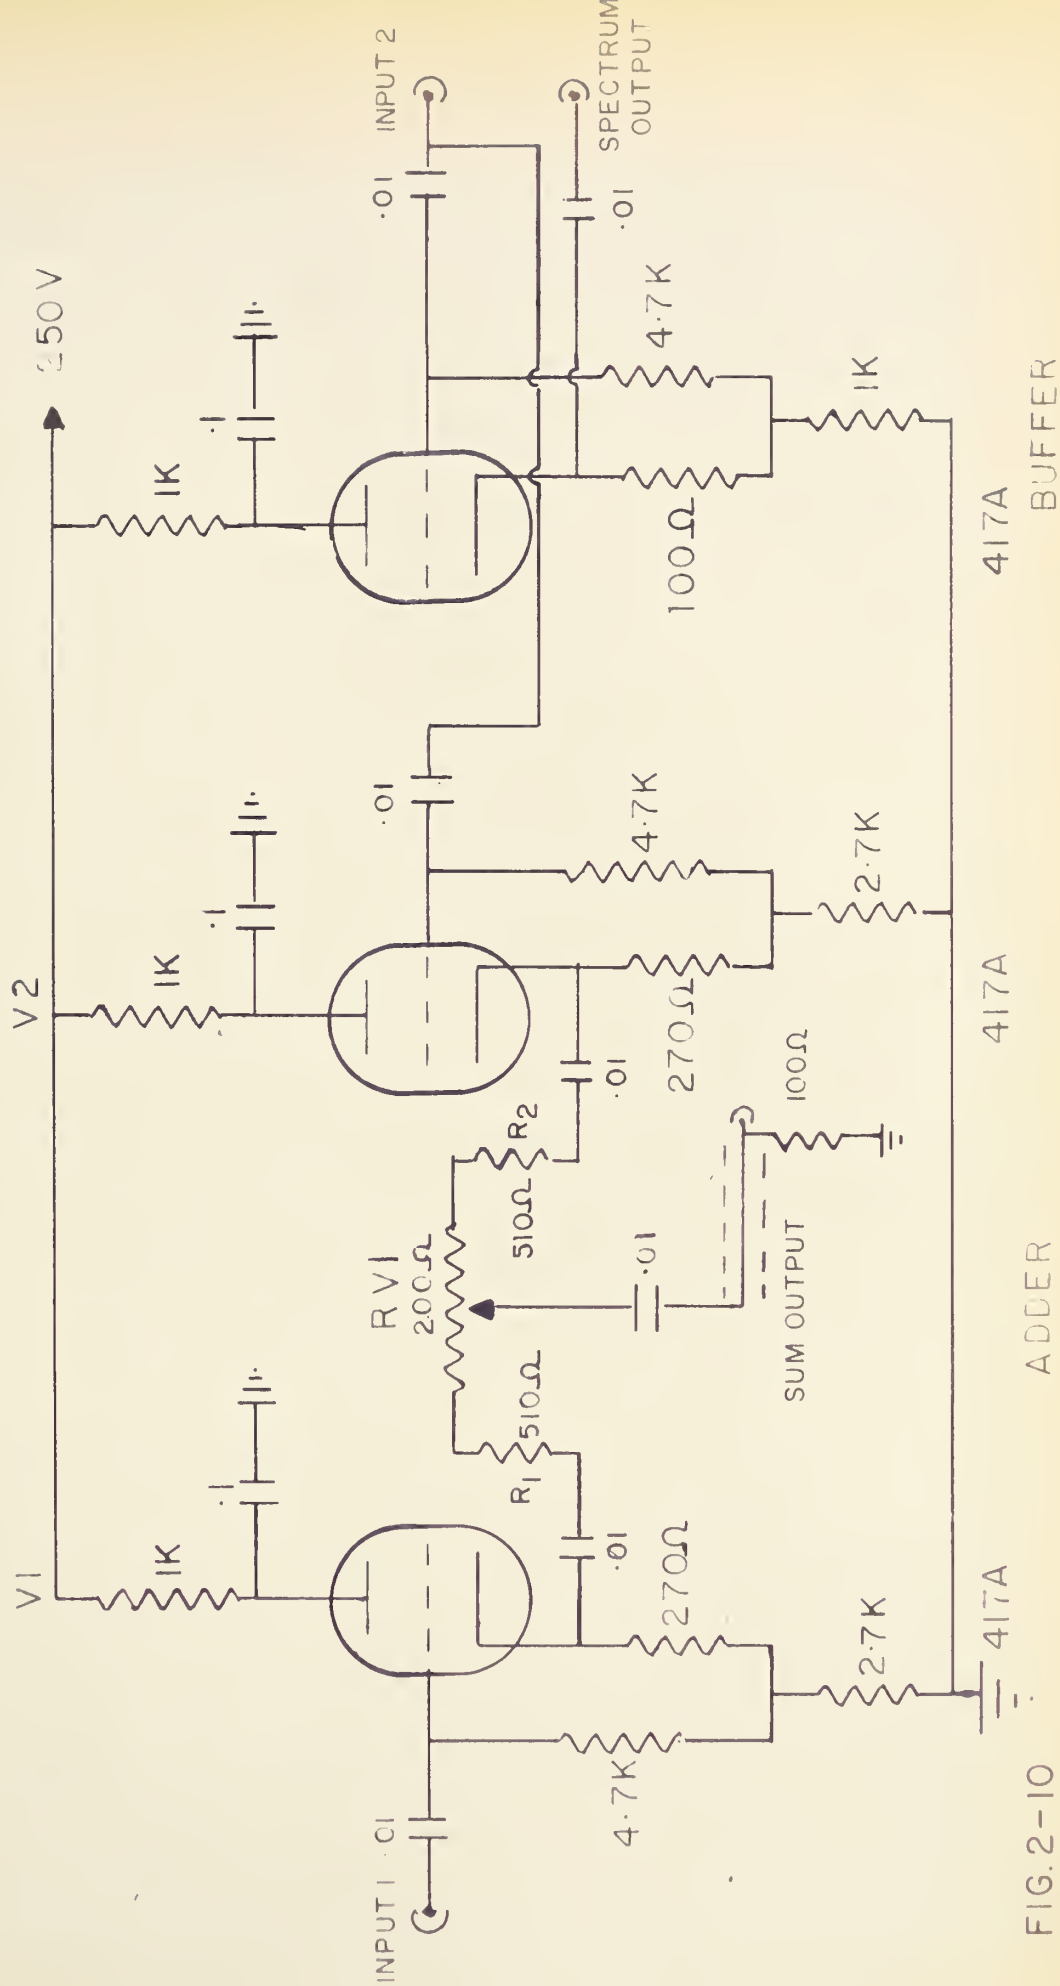 V1
V2
250 V
1K
1K
1K
.1
.1
.1
INPUT 1
.01
RV1
200Ω
.01
.01
INPUT 2
R1
510Ω
510Ω
R2
.01
.01
.01
SPECTRUM
OUTPUT
4.7K
270Ω
.01
270Ω
4.7K
100Ω
4.7K
SUM OUTPUT
100Ω
2.7K
2.7K
1K
417A
417A
417A
FIG. 2-10
ADDER
BUFFER